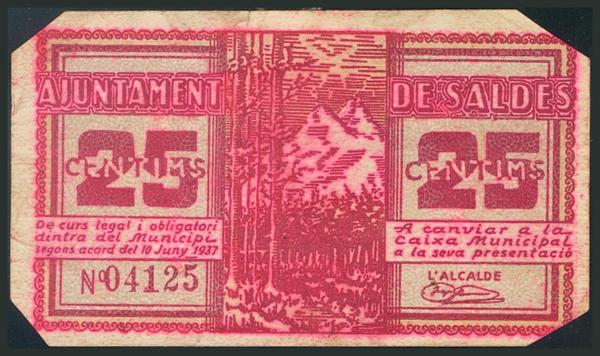 AJUNTAMENT DE SALDES
25 CENTIMS
25 CENTIMS
De curs legal i obligatori
dintra del Municipi
segons acord del 10 Juny 1937
Nº 04125
A canviar a la
Caixa Municipal
a la seva presentació
L'ALCALDE